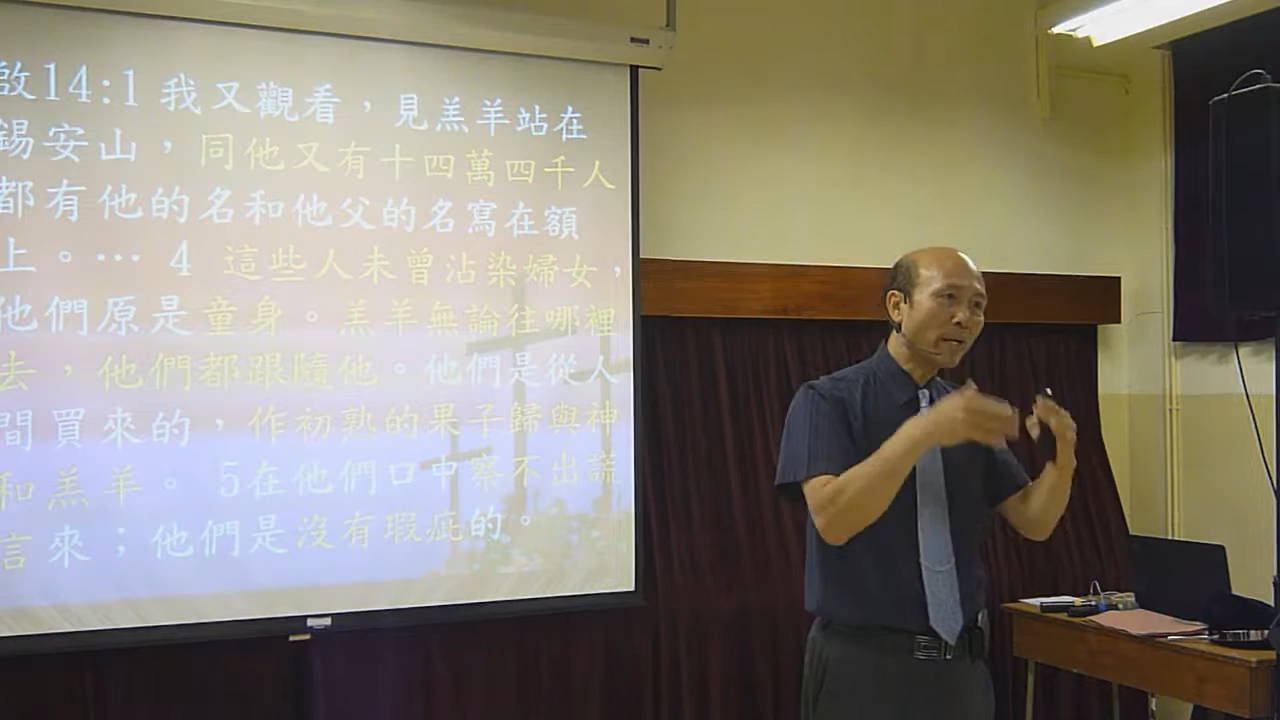 啟14:1 我又觀看，見羔羊站在
錫安山，同他又有十四萬四千人
都有他的名和他父的名寫在額
上。… 4 這些人未曾沾染婦女，
他們原是童身。羔羊無論往哪裡
去，他們都跟隨他。他們是從人
間買來的，作初熟的果子歸與神
和羔羊。 5在他們口中察不出謊
言來；他們是沒有瑕疵的。